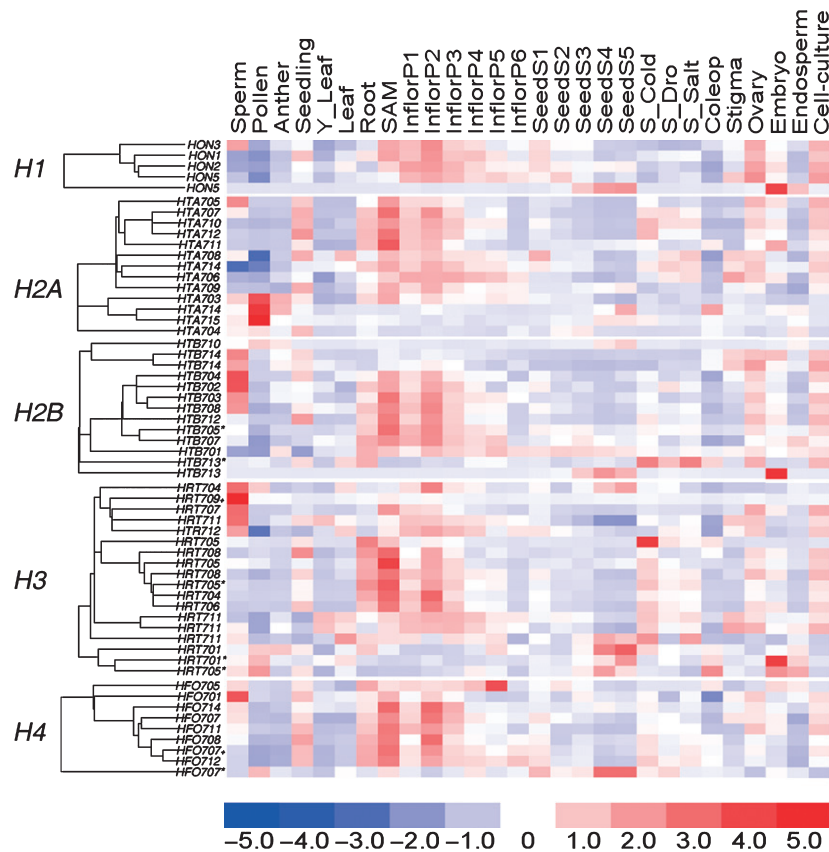 Sperm
Pollen
Anther
Seedling
Y_Leaf
Leaf
Root
SAM
InflorP1
InflorP2
InflorP3
InflorP4
InflorP5
InflorP6
SeedS1
SeedS2
SeedS3
SeedS4
SeedS5
S_Cold
S_Dro
S_Salt
Coleop
Stigma
Ovary
Embryo
Endosperm
Cell-culture
H1
HON3
HON1
HON2
HON5
HON5
H2A
HTA705
HTA707
HTA710
HTA712
HTA711
HTA708
HTA714
HTA706
HTA709
HTA703
HTA714
HTA715
HTA704
H2B
HTB710
HTB714
HTB714
HTB704
HTB702
HTB703
HTB708
HTB712
HTB705*
HTB707
HTB701
HTB713*
HTB713
H3
HRT704
HRT709+
HRT707
HRT711
HTR712
HRT705
HRT708
HRT705
HRT708
HRT705*
HRT704
HRT706
HRT711
HRT711
HRT711
HRT701
HRT701*
HRT705*
H4
HFO705
HFO701
HFO714
HFO707
HFO711
HFO708
HFO707+
HFO712
HFO707*
−5.0 −4.0 −3.0 −2.0 −1.0 0 1.0 2.0 3.0 4.0 5.0